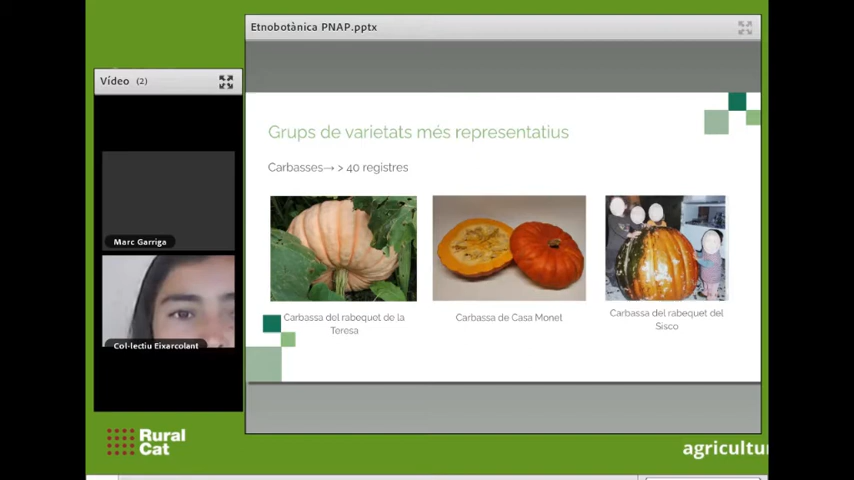 Etnobotànica PNAP.pptx
Vídeo (2)
Grups de varietats més representatius
Carbasses→ > 40 registres
Marc Garriga
Col·lectiu Eixarcolant
Carbassa del rabequet de la
Teresa
Carbassa de Casa Monet
Carbassa del rabequet del
Sisco
Rural
Cat
agricultur